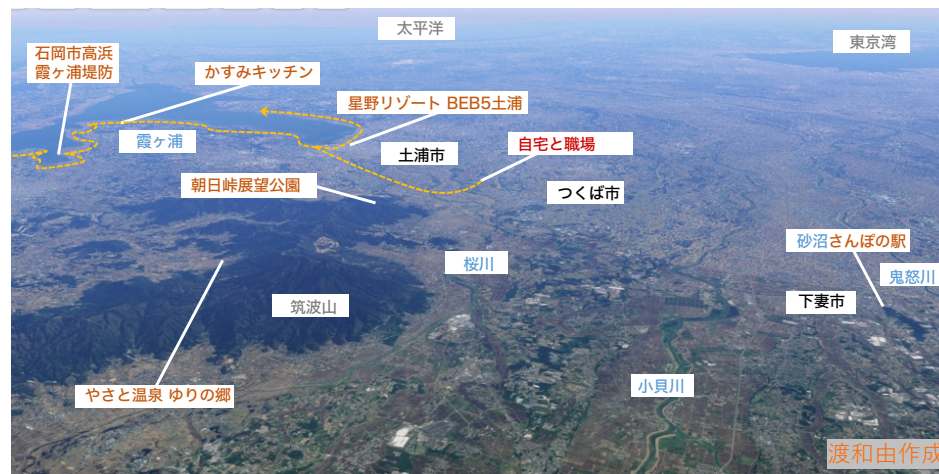 太平洋
東京湾
石岡市高浜
霞ヶ浦堤防
かすみキッチン
星野リゾート BEB5土浦
霞ヶ浦
土浦市
自宅と職場
朝日峠展望公園
つくば市
砂沼さんぽの駅
桜川
鬼怒川
筑波山
下妻市
やさと温泉 ゆりの郷
小貝川
渡和由作成